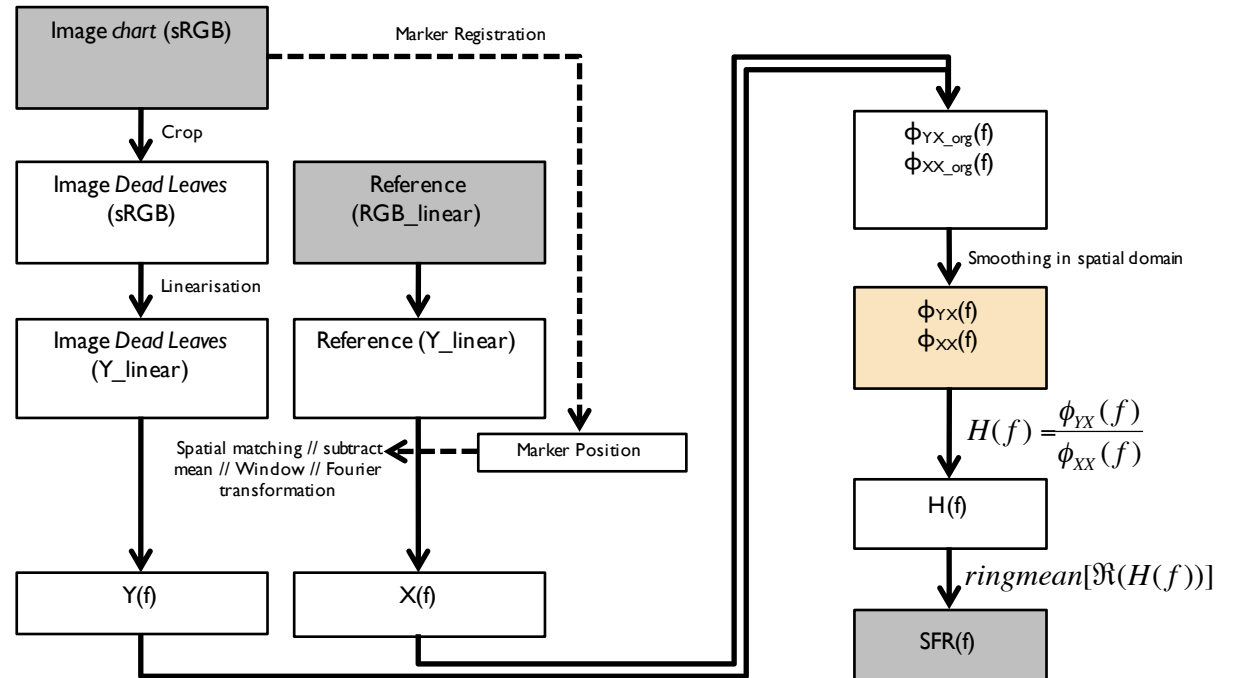 Image chart (sRGB)
Marker Registration
Crop
Image Dead Leaves
(sRGB)
Reference
(RGB_linear)
Linearisation
Image Dead Leaves
(Y_linear)
Reference (Y_linear)
Spatial matching // subtract
mean // Window // Fourier
transformation
Marker Position
Y(f)
X(f)
ϕYX_org(f)
ϕXX_org(f)
Smoothing in spatial domain
ϕYX(f)
ϕXX(f)
H(f) = ϕYX(f)
ϕXX(f)
H(f)
ringmean[ℜ(H(f))]
SFR(f)